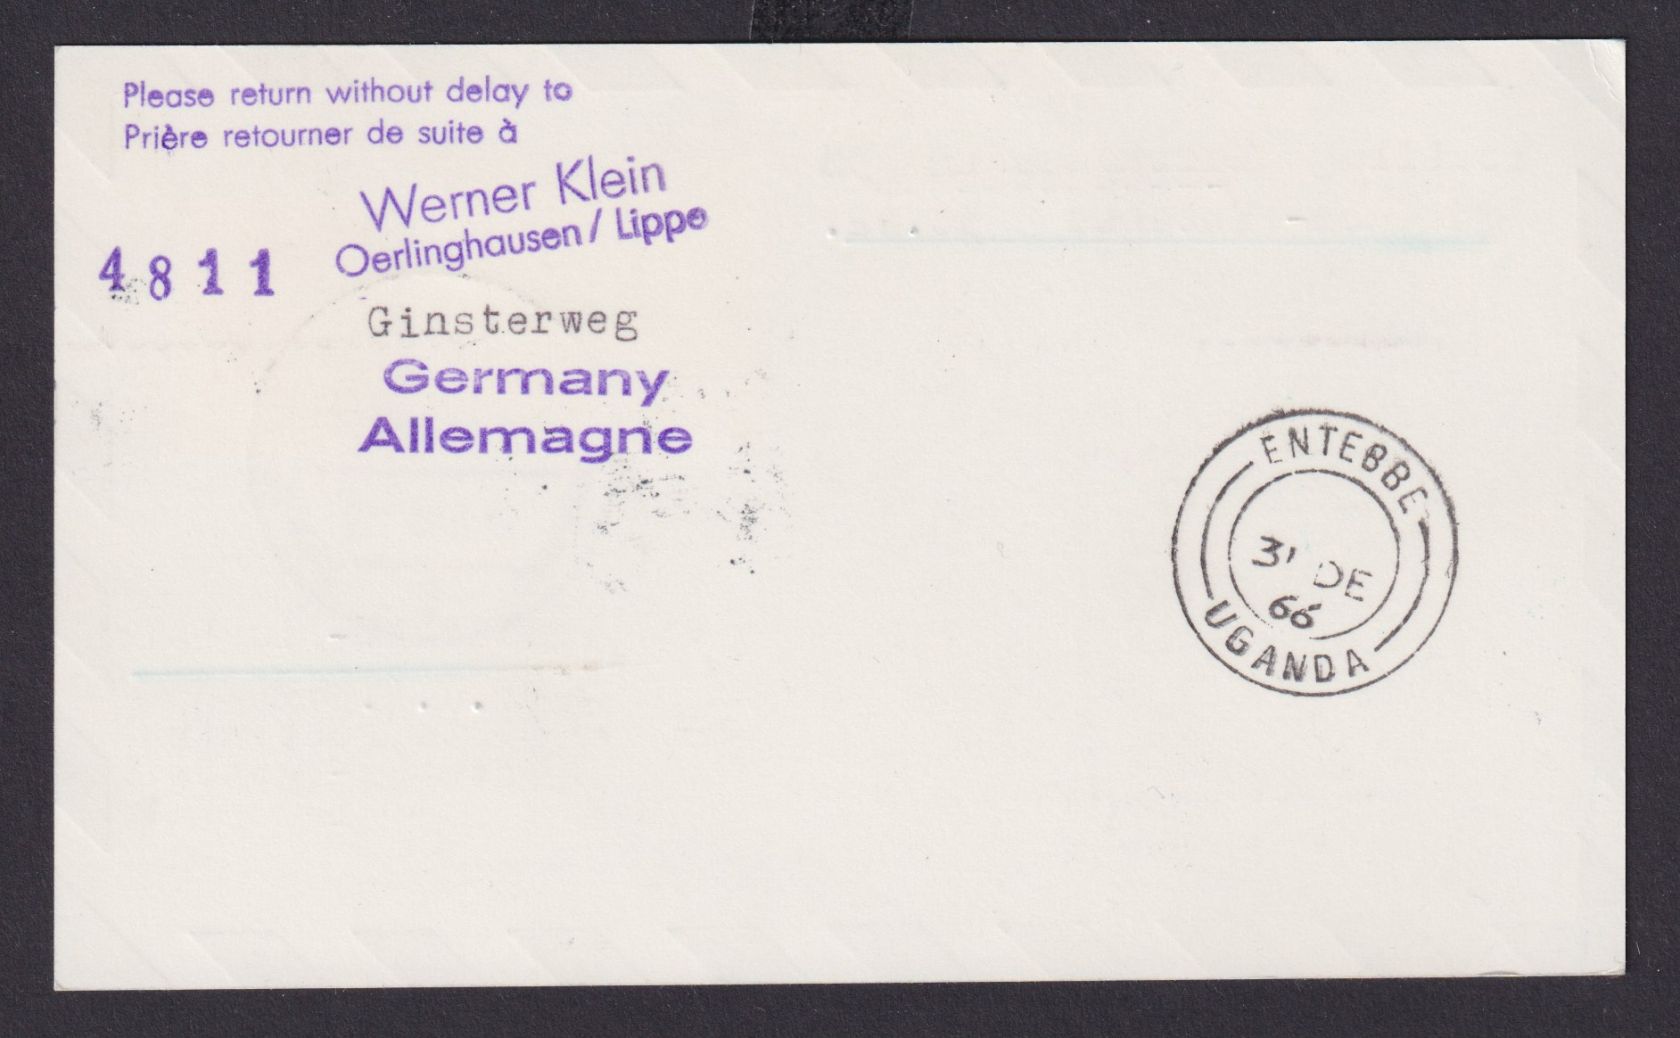 Please return without delay to
Prière retourner de suite à
Werner Klein
Oerlinghausen / Lippe
4811
Ginsterweg
Germany
Allemagne
ENTEBBE
31 DE
66
UGANDA